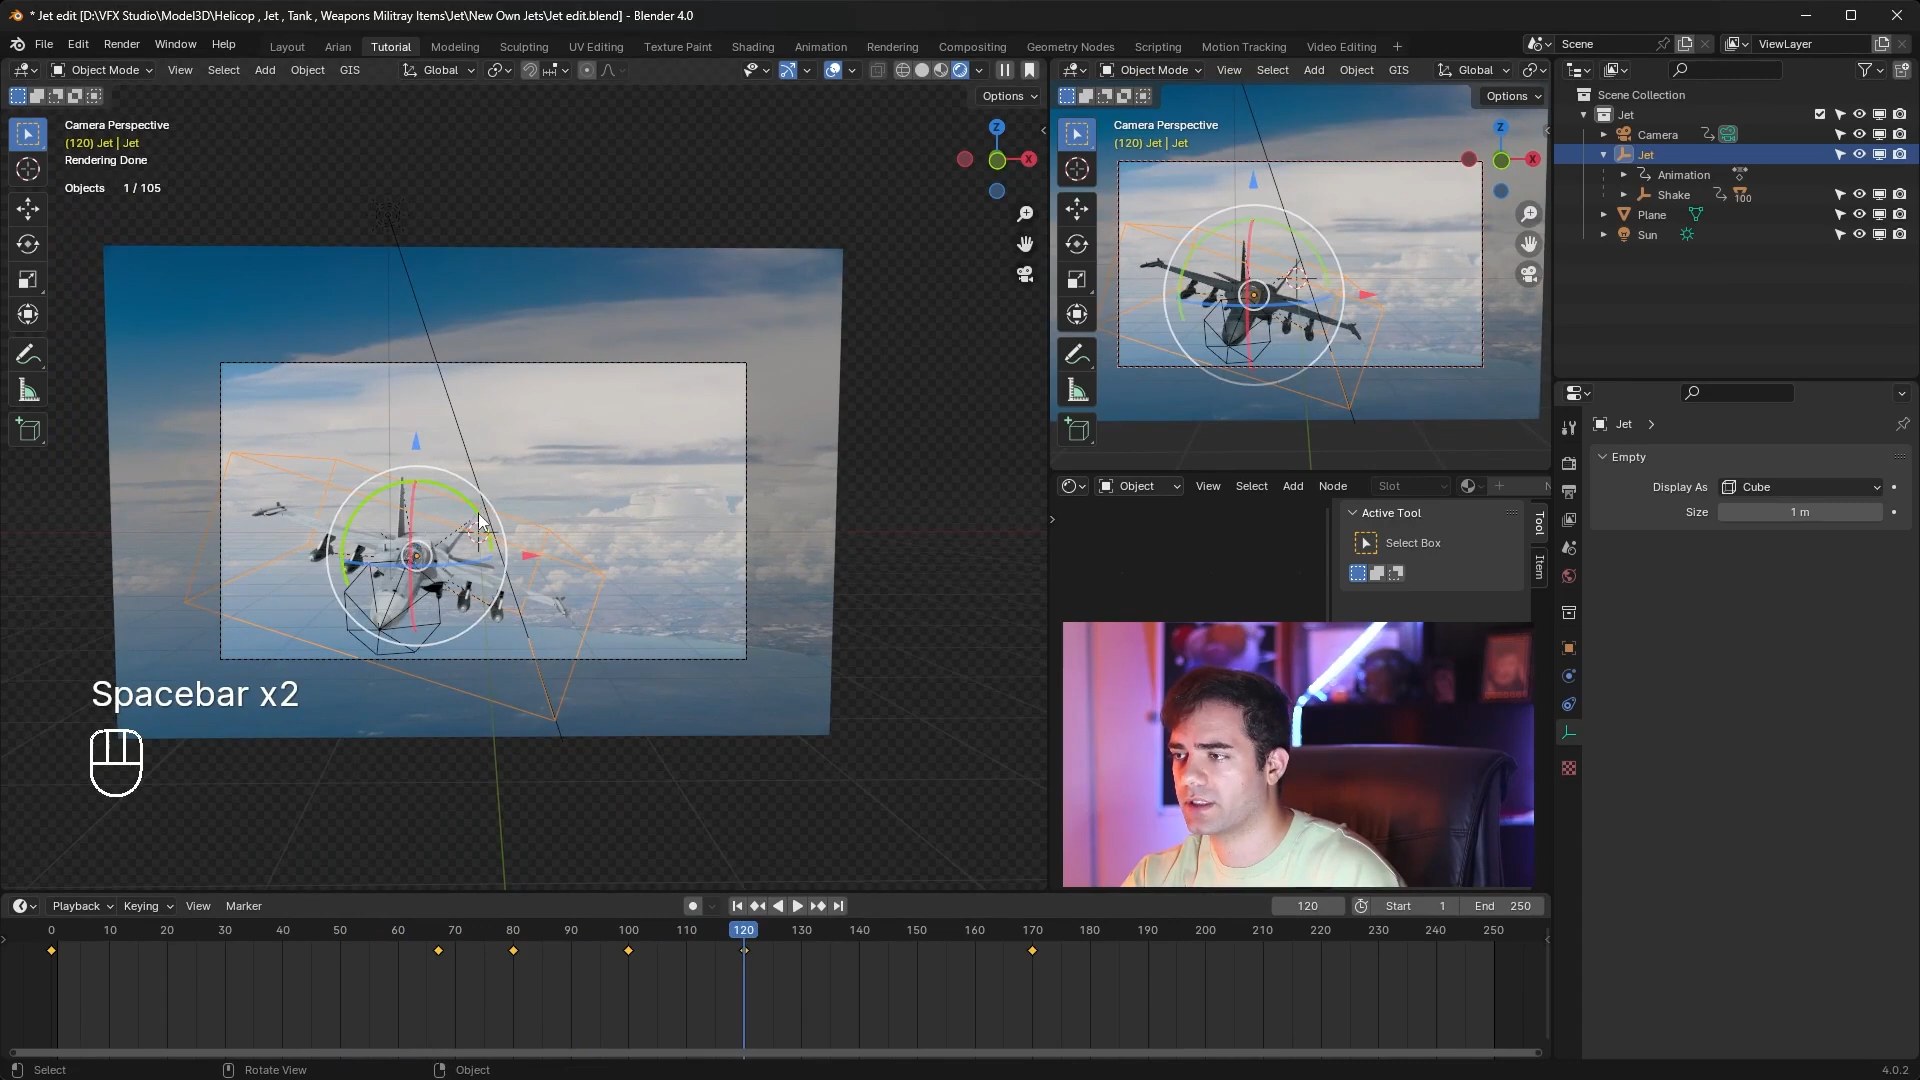 * Jet edit [D:\VFX Studio\Model3D\Helicop , Jet , Tank , Weapons Militray Items\Jet\New Own Jets\Jet edit.blend] - Blender 4.0
File Edit Render Window Help
Layout Arian Tutorial Modeling Sculpting UV Editing Texture Paint Shading Animation Rendering Compositing Geometry Nodes Scripting Motion Tracking Video Editing +
Scene
ViewLayer
Object Mode View Select Add Object GIS Global
Object Mode View Select Add Object GIS Global
Options
Options
Camera Perspective
(120) Jet | Jet
Rendering Done
Objects 1 / 105
Z
X
Camera Perspective
(120) Jet | Jet
Z
X
Scene Collection
Jet
Camera
Jet
Animation
Shake
100
Plane
Sun
Jet
Empty
Display As Cube
Size 1 m
Object View Select Add Node Slot
Active Tool
Select Box
Tool
Item
Spacebar x2
Playback Keying View Marker
120 Start 1 End 250
0 10 20 30 40 50 60 70 80 90 100 110 120 130 140 150 160 170 180 190 200 210 220 230 240 250
Select Rotate View Object
4.0.2